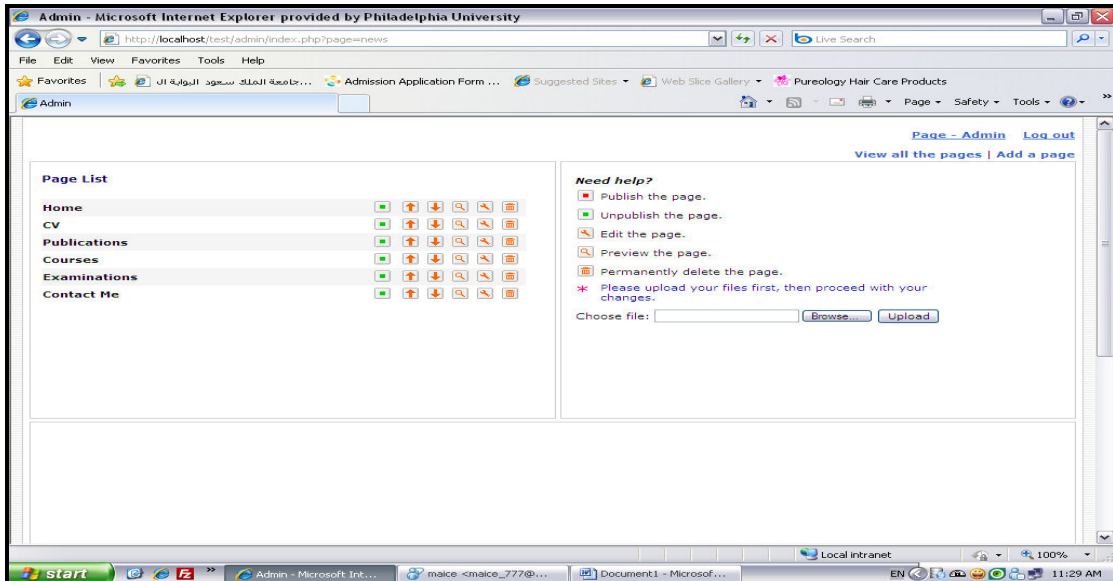 Admin - Microsoft Internet Explorer provided by Philadelphia University
http://localhost/test/admin/index.php?page=news
Live Search
File Edit View Favorites Tools Help
Favorites جامعة الملك سعود البوابة ال... Admission Application Form ... Suggested Sites Web Slice Gallery Pureology Hair Care Products
Admin Page Safety Tools
Page - Admin Log out
View all the pages | Add a page
Page List
Home
CV
Publications
Courses
Examinations
Contact Me
Need help?
Publish the page.
Unpublish the page.
Edit the page.
Preview the page.
Permanently delete the page.
* Please upload your files first, then proceed with your
changes.
Choose file: Browse... Upload
Local intranet 100%
start Admin - Microsoft Int... maice <maice_777@... Document1 - Microsof... EN 11:29 AM